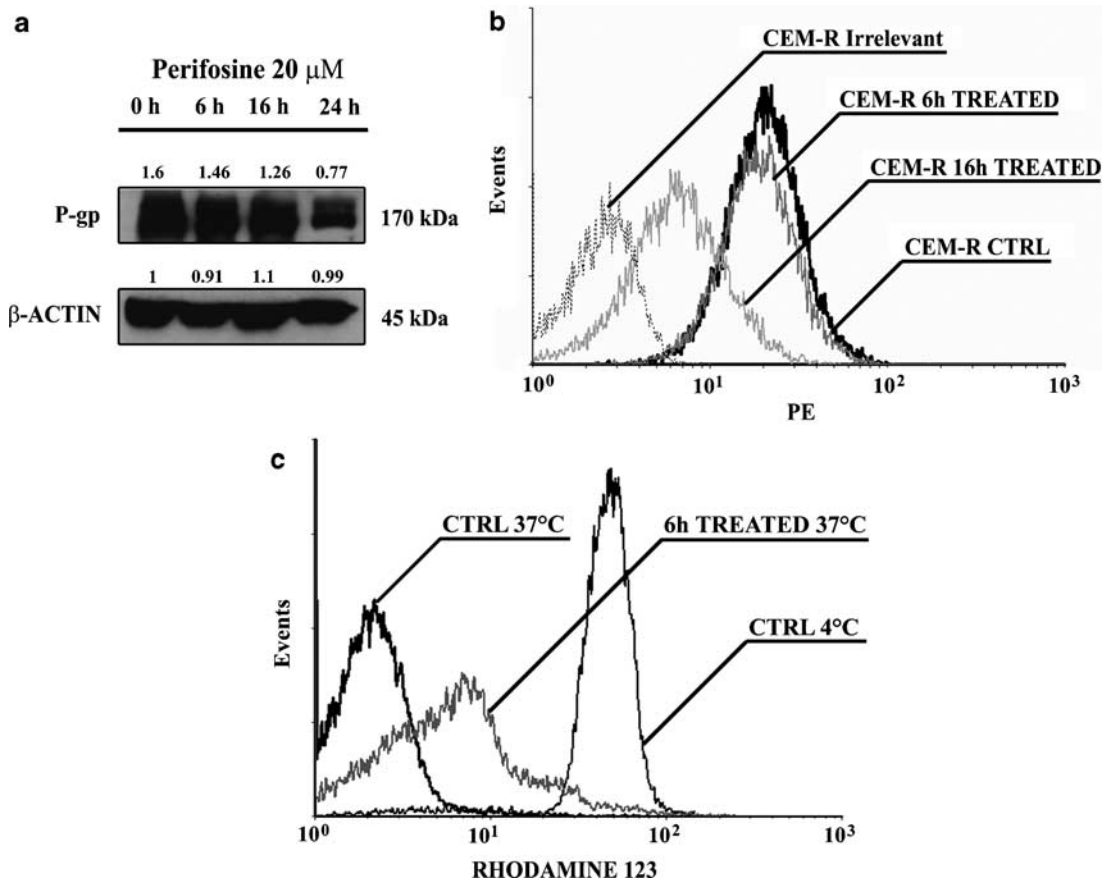 a
Perifosine 20 μM
0 h 6 h 16 h 24 h
1.6 1.46 1.26 0.77
P-gp 170 kDa
1 0.91 1.1 0.99
β-ACTIN 45 kDa
b
CEM-R Irrelevant
CEM-R 6h TREATED
CEM-R 16h TREATED
CEM-R CTRL
Events
10⁰ 10¹ 10² 10³
PE
c
CTRL 37°C
6h TREATED 37°C
CTRL 4°C
Events
10⁰ 10¹ 10² 10³
RHODAMINE 123